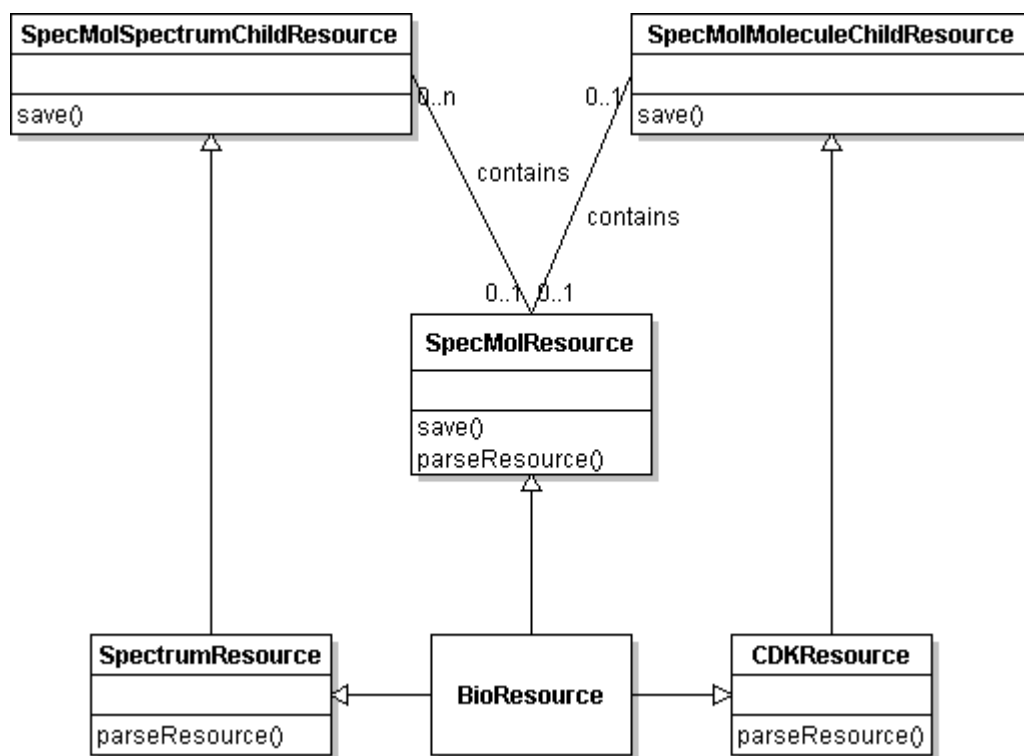 SpecMolSpectrumChildResource
save()
SpecMolMoleculeChildResource
save()
0..n
0..1
contains
contains
0..1
0..1
SpecMolResource
save()
parseResource()
SpectrumResource
parseResource()
BioResource
CDKResource
parseResource()